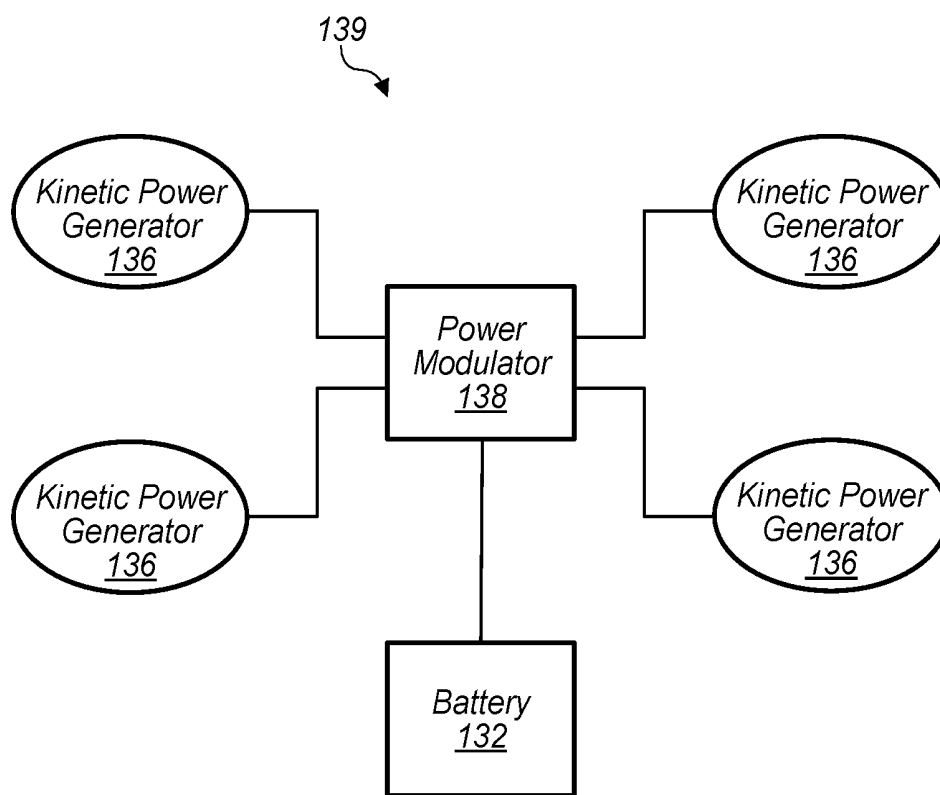 139
Kinetic Power
Generator
136
Kinetic Power
Generator
136
Power
Modulator
138
Kinetic Power
Generator
136
Kinetic Power
Generator
136
Battery
132